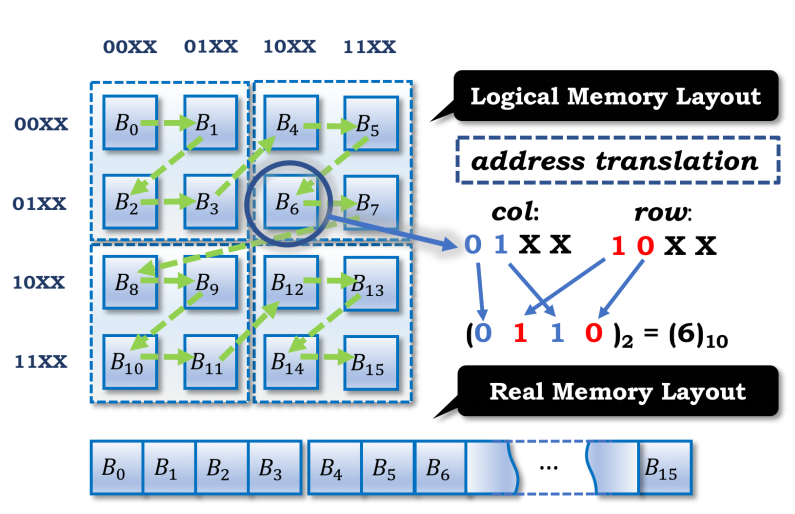 00XX 01XX 10XX 11XX
00XX
B0 B1 B4 B5
01XX
B2 B3 B6 B7
10XX
B8 B9 B12 B13
11XX
B10 B11 B14 B15
Logical Memory Layout
address translation
col: row:
0 1 X X 1 0 X X
(0 1 1 0 )2 = (6)10
Real Memory Layout
B0 B1 B2 B3 B4 B5 B6 ... B15